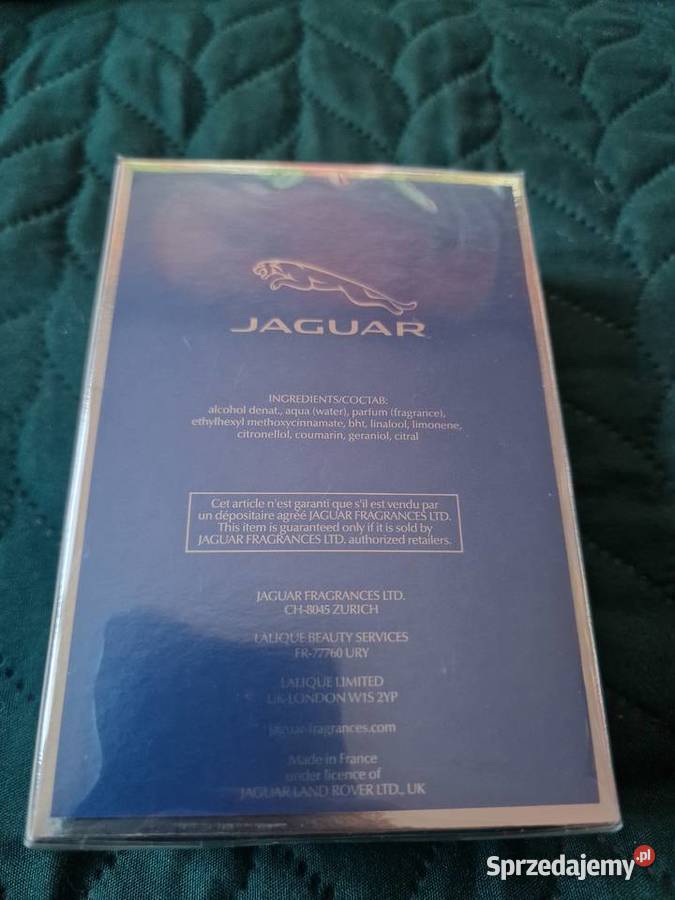 JAGUAR
INGREDIENTS/СОСТАВ:
alcohol denat., aqua (water), parfum (fragrance),
ethylhexyl methoxycinnamate, bht, linalool, limonene,
citronellol, coumarin, geraniol, citral
Cet article n'est garanti que s'il est vendu par
un dépositaire agréé JAGUAR FRAGRANCES LTD.
This item is guaranteed only if it is sold by
JAGUAR FRAGRANCES LTD. authorized retailers.
JAGUAR FRAGRANCES LTD.
CH-8045 ZURICH
LALIQUE BEAUTY SERVICES
FR-77760 URY
LALIQUE LIMITED
UK-LONDON W1S 2YP
jaguar-fragrances.com
Made in France
under licence of
JAGUAR LAND ROVER LTD., UK
Sprzedajemy.pl